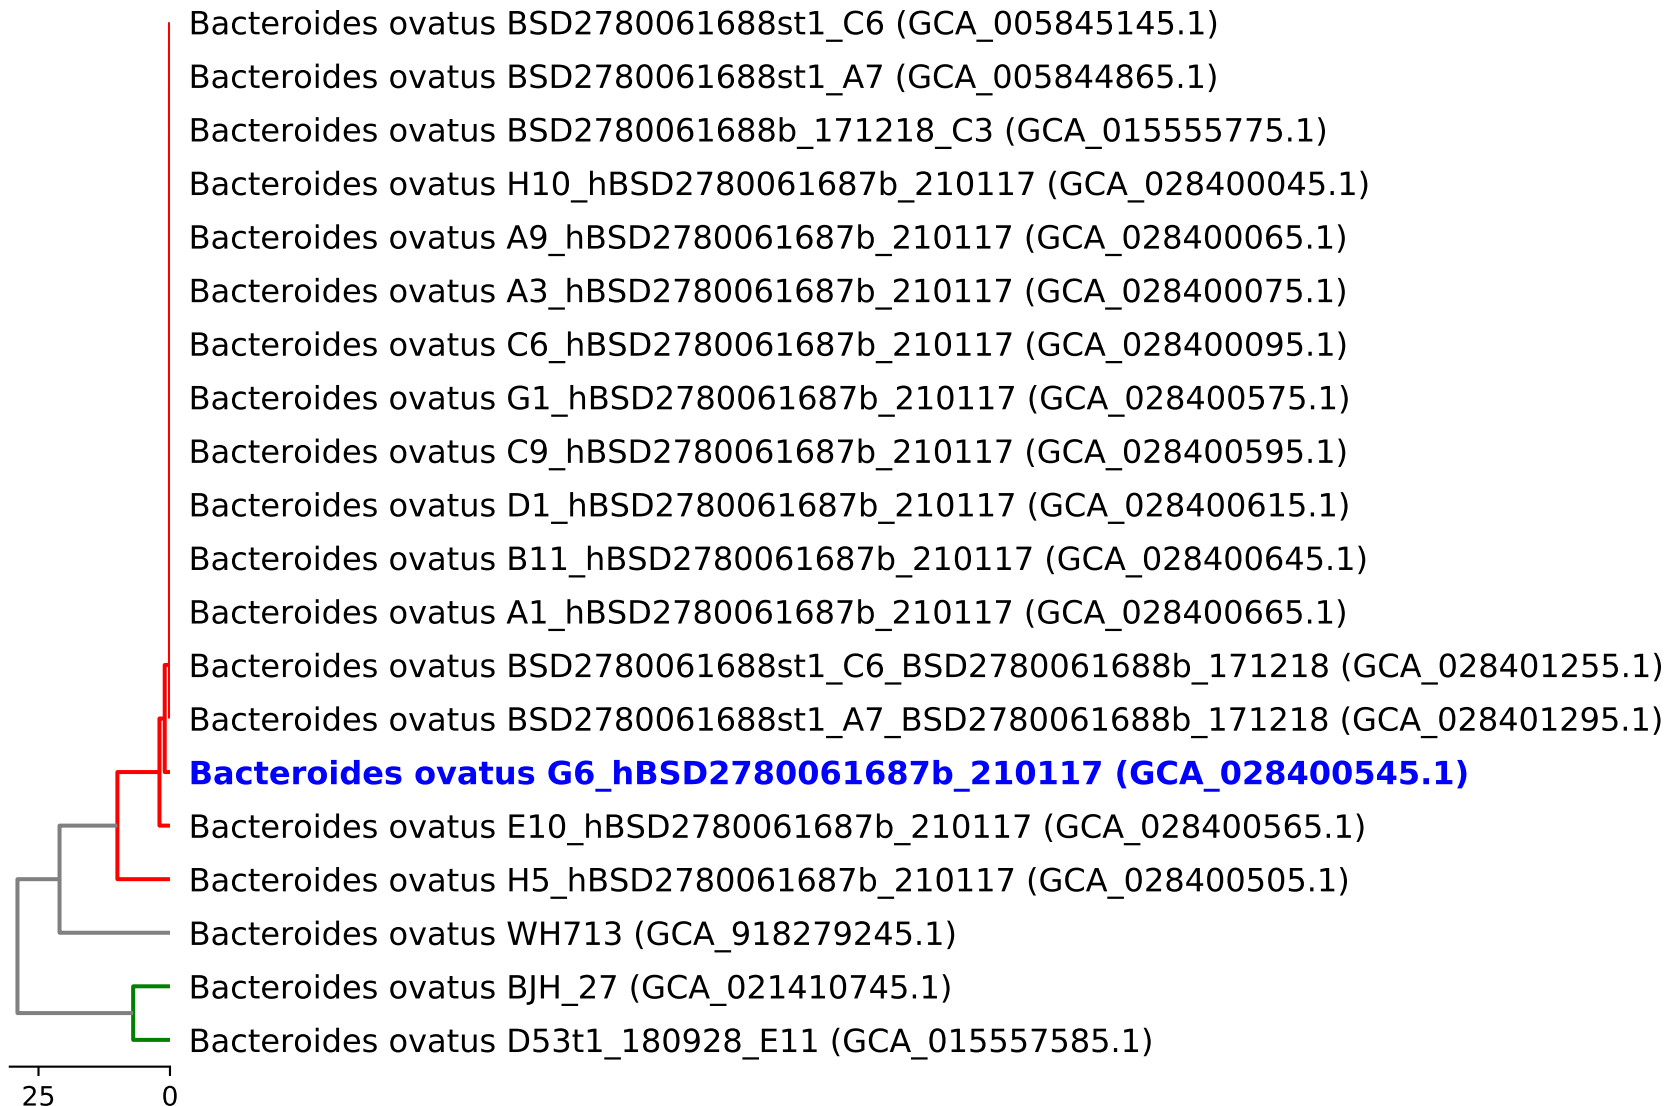 Bacteroides ovatus BSD2780061688st1_C6 (GCA_005845145.1)
Bacteroides ovatus BSD2780061688st1_A7 (GCA_005844865.1)
Bacteroides ovatus BSD2780061688b_171218_C3 (GCA_015555775.1)
Bacteroides ovatus H10_hBSD2780061687b_210117 (GCA_028400045.1)
Bacteroides ovatus A9_hBSD2780061687b_210117 (GCA_028400065.1)
Bacteroides ovatus A3_hBSD2780061687b_210117 (GCA_028400075.1)
Bacteroides ovatus C6_hBSD2780061687b_210117 (GCA_028400095.1)
Bacteroides ovatus G1_hBSD2780061687b_210117 (GCA_028400575.1)
Bacteroides ovatus C9_hBSD2780061687b_210117 (GCA_028400595.1)
Bacteroides ovatus D1_hBSD2780061687b_210117 (GCA_028400615.1)
Bacteroides ovatus B11_hBSD2780061687b_210117 (GCA_028400645.1)
Bacteroides ovatus A1_hBSD2780061687b_210117 (GCA_028400665.1)
Bacteroides ovatus BSD2780061688st1_C6_BSD2780061688b_171218 (GCA_028401255.1)
Bacteroides ovatus BSD2780061688st1_A7_BSD2780061688b_171218 (GCA_028401295.1)
Bacteroides ovatus G6_hBSD2780061687b_210117 (GCA_028400545.1)
Bacteroides ovatus E10_hBSD2780061687b_210117 (GCA_028400565.1)
Bacteroides ovatus H5_hBSD2780061687b_210117 (GCA_028400505.1)
Bacteroides ovatus WH713 (GCA_918279245.1)
Bacteroides ovatus BJH_27 (GCA_021410745.1)
Bacteroides ovatus D53t1_180928_E11 (GCA_015557585.1)
25 0